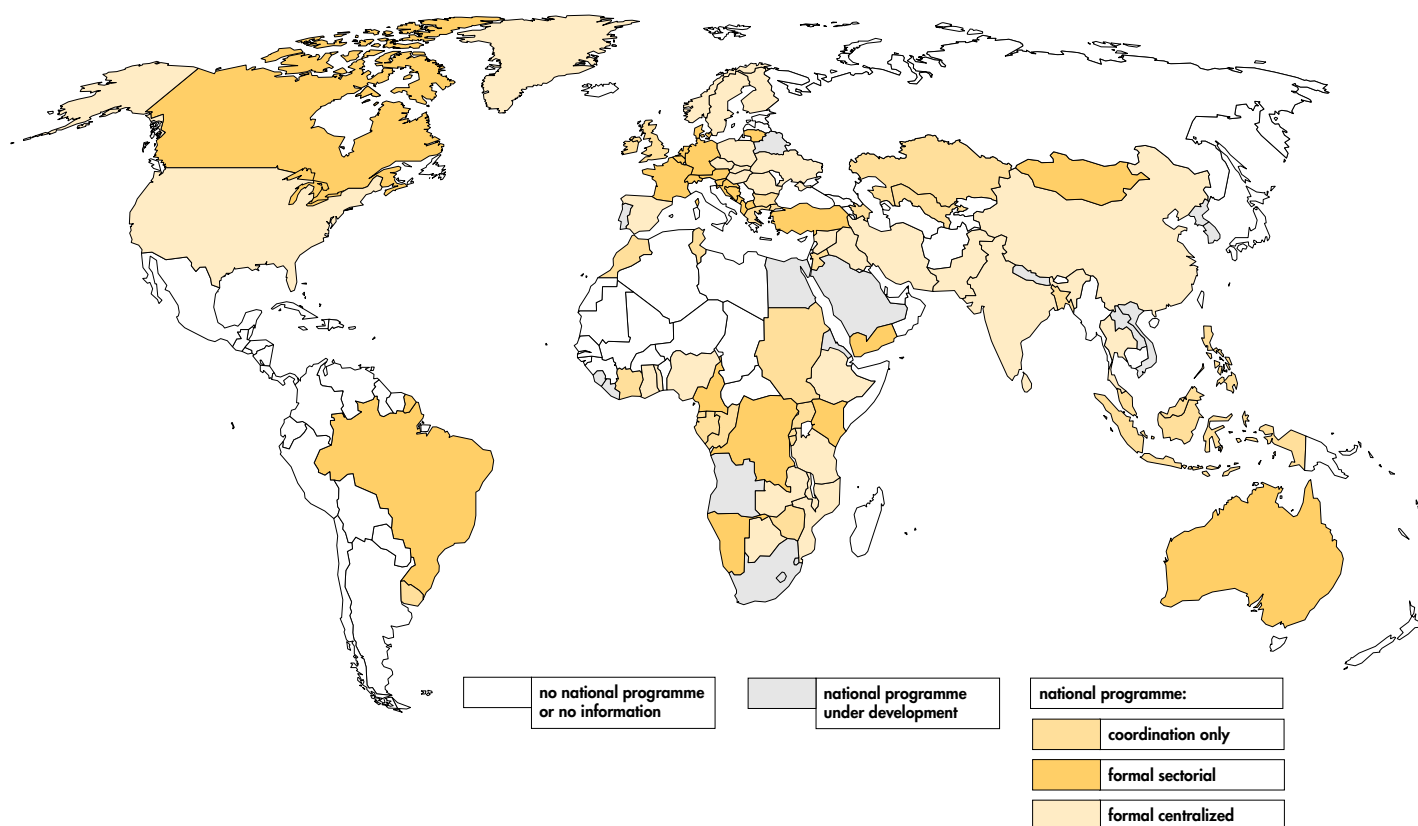 no national programme
or no information
national programme
under development
national programme:
coordination only
formal sectorial
formal centralized